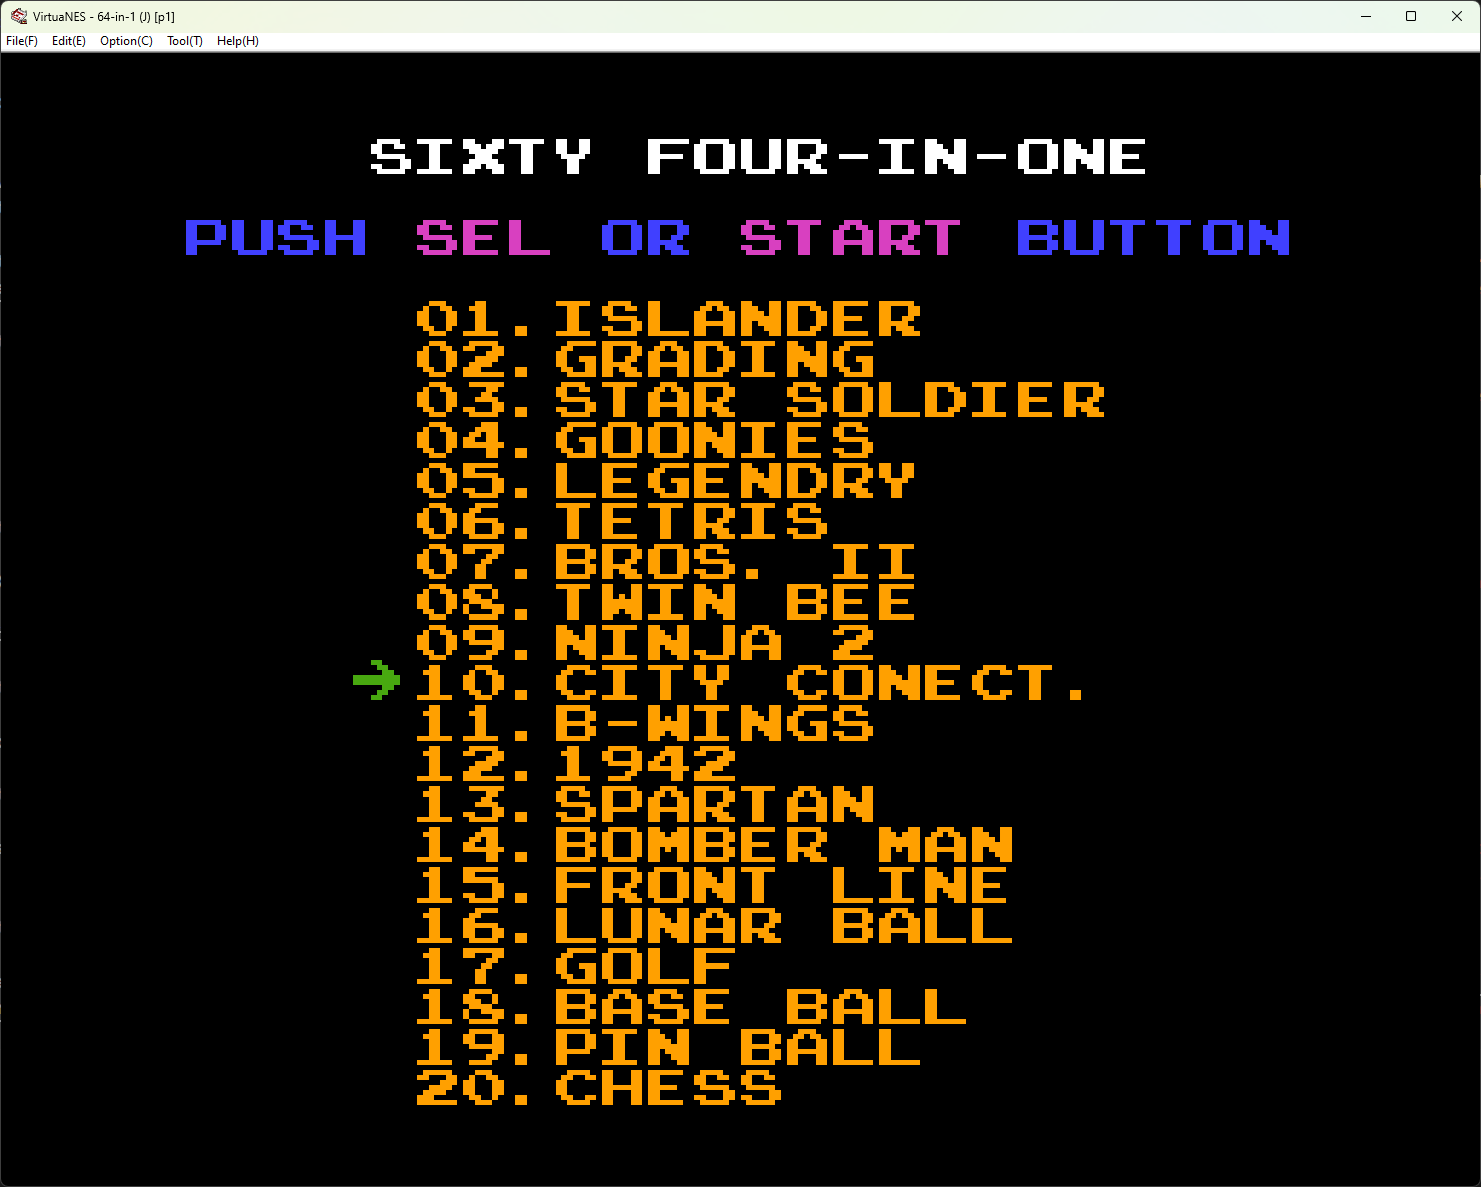 VirtuaNES - 64-in-1 (J) [p1]
File(F) Edit(E) Option(C) Tool(T) Help(H)
SIXTY FOUR-IN-ONE
PUSH SEL OR START BUTTON
01.ISLANDER
02.GRADING
03.STAR SOLDIER
04.GOONIES
05.LEGENDRY
06.TETRIS
07.BROS. II
08.TWIN BEE
09.NINJA 2
10.CITY CONECT.
11.B-WINGS
12.1942
13.SPARTAN
14.BOMBER MAN
15.FRONT LINE
16.LUNAR BALL
17.GOLF
18.BASE BALL
19.PIN BALL
20.CHESS